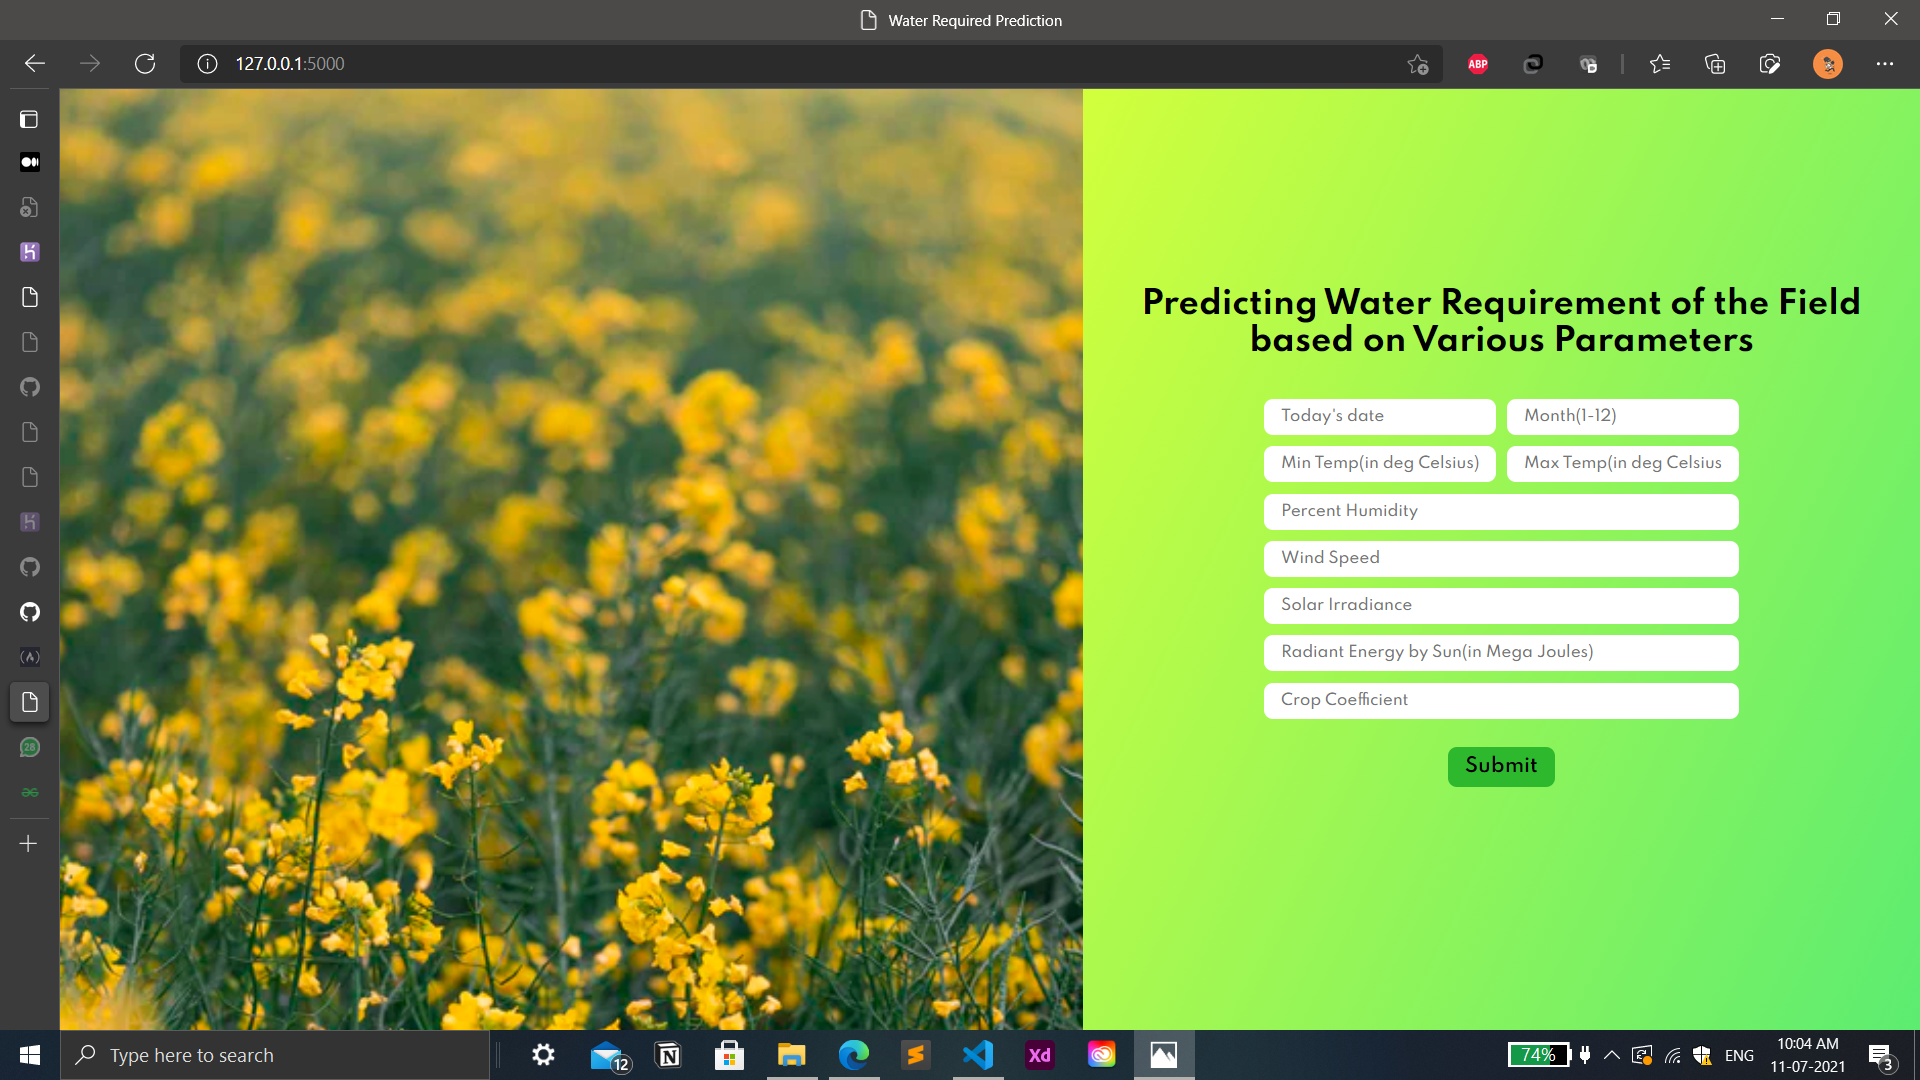 Water Required Prediction
127.0.0.1:5000
ABP
Predicting Water Requirement of the Field
based on Various Parameters
Today's date
Month(1-12)
Min Temp(in deg Celsius)
Max Temp(in deg Celsius
Percent Humidity
Wind Speed
Solar Irradiance
Radiant Energy by Sun(in Mega Joules)
Crop Coefficient
Submit
28
Type here to search
12
Xd
74%
ENG
10:04 AM
11-07-2021
3